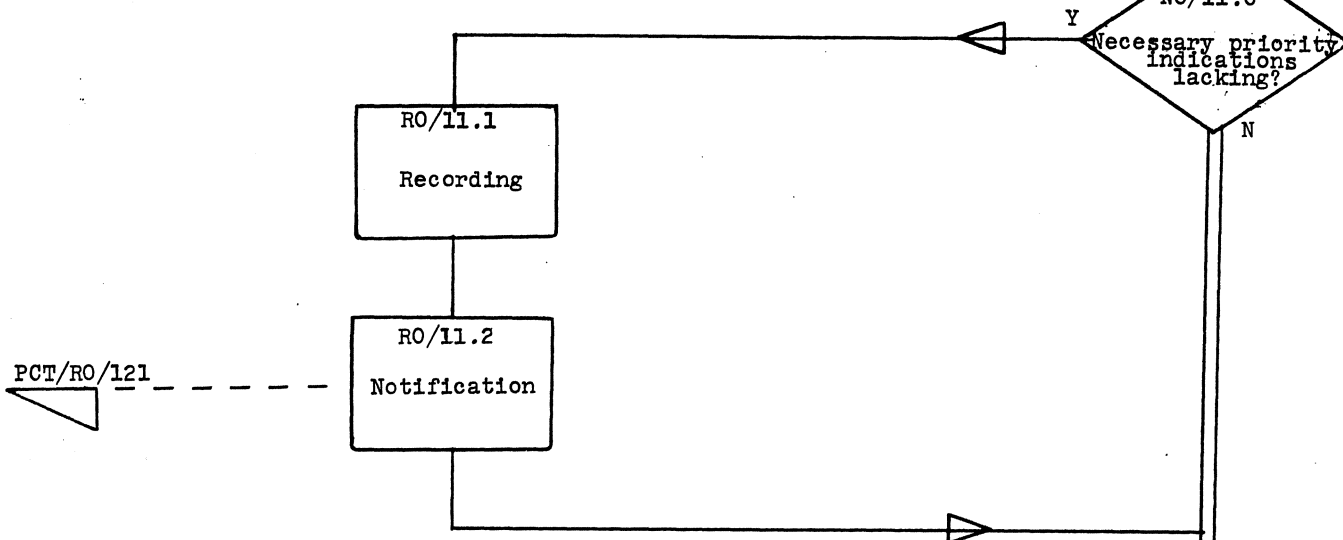 Y
Necessary priority
indications
lacking?
N
RO/11.1
Recording
RO/11.2
Notification
PCT/RO/121